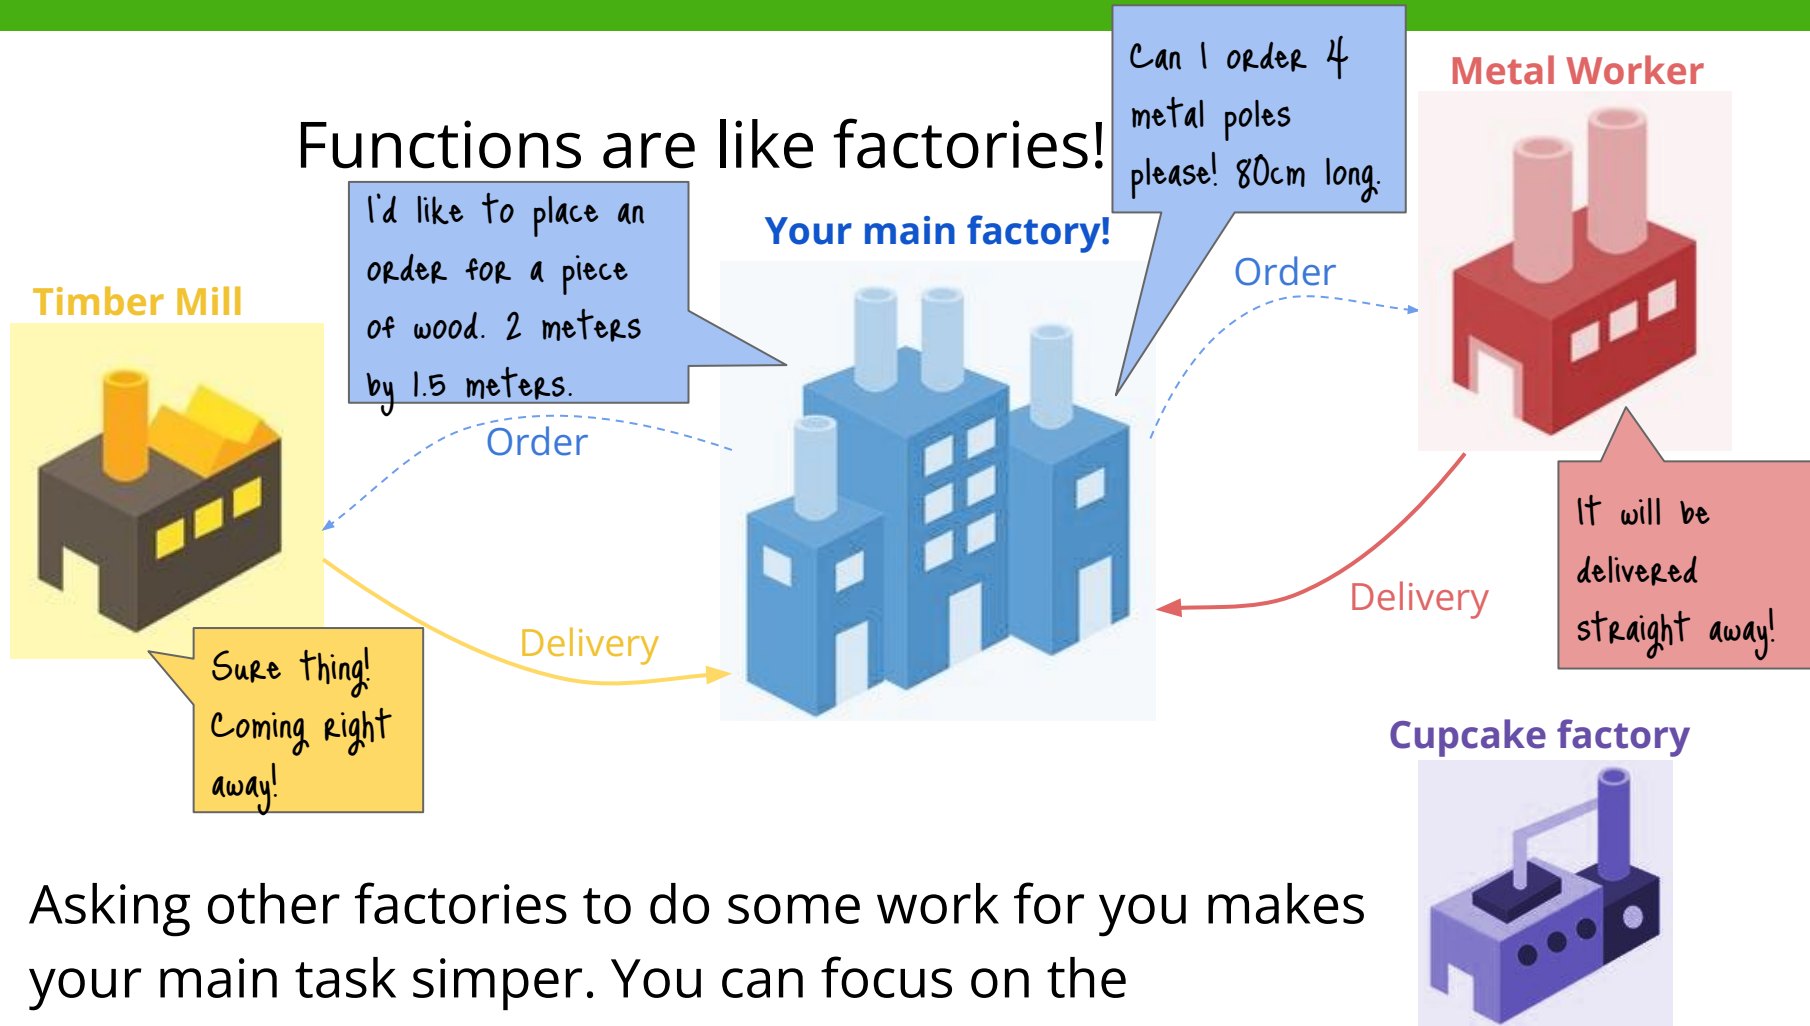 Functions are like factories!
Can I order 4
metal poles
please! 80cm long.
Metal Worker
I'd like to place an
order for a piece
of wood. 2 meters
by 1.5 meters.
Your main factory!
Order
Timber Mill
Order
It will be
delivered
straight away!
Delivery
Delivery
Sure thing!
Coming right
away!
Cupcake factory
Asking other factories to do some work for you makes
your main task simper. You can focus on the